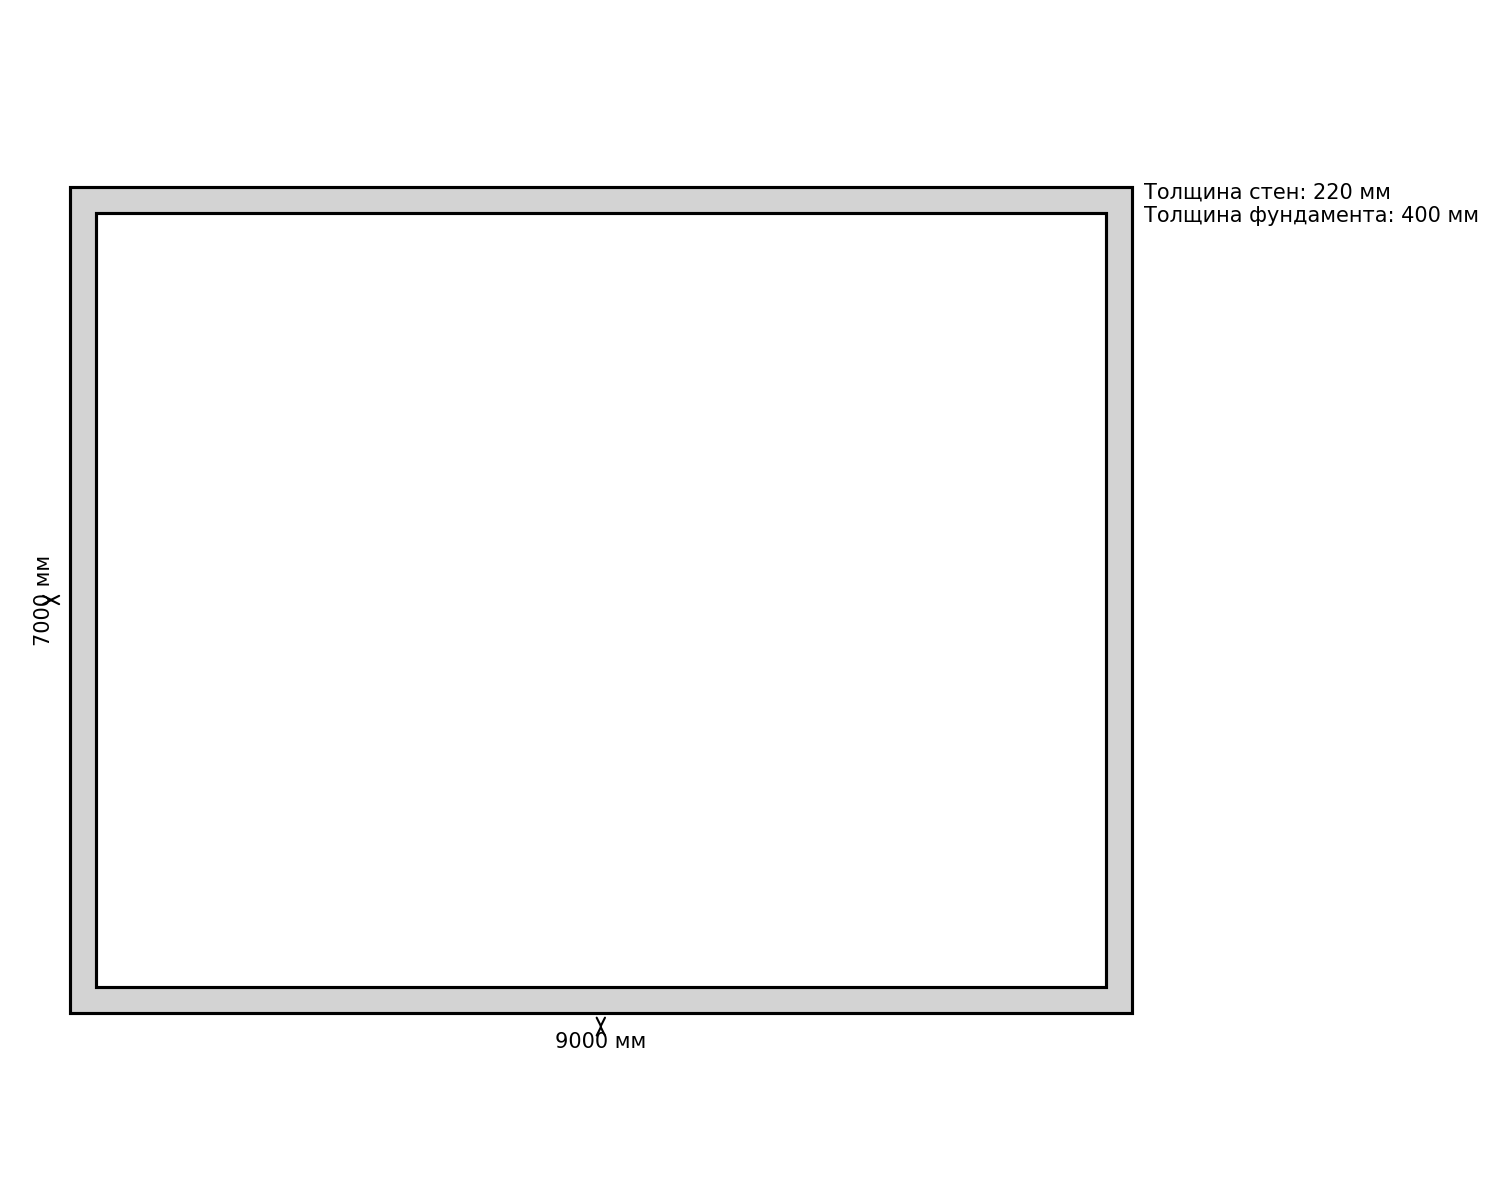 Толщина стен: 220 мм
Толщина фундамента: 400 мм
7000 мм
9000 мм